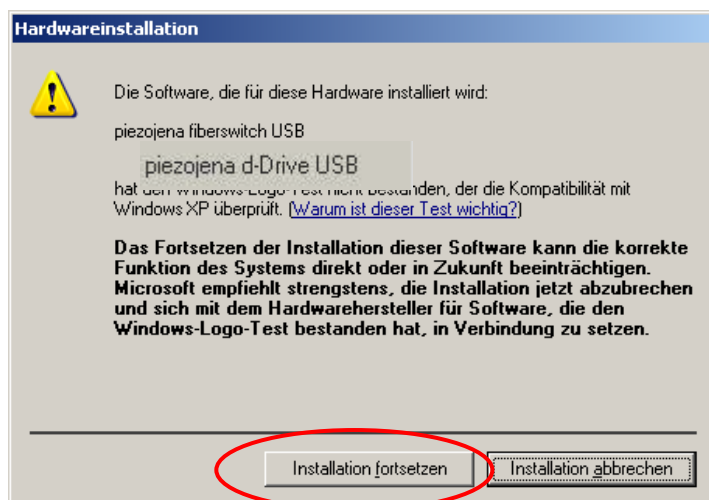 Hardwareinstallation
Die Software, die für diese Hardware installiert wird:
piezojena fiberswitch USB
piezojena d-Drive USB
hat den Windows-Logo-Test nicht bestanden, der die Kompatibilität mit
Windows XP überprüft. (Warum ist dieser Test wichtig?)
Das Fortsetzen der Installation dieser Software kann die korrekte
Funktion des Systems direkt oder in Zukunft beeinträchtigen.
Microsoft empfiehlt strengstens, die Installation jetzt abzubrechen
und sich mit dem Hardwarehersteller für Software, die den
Windows-Logo-Test bestanden hat, in Verbindung zu setzen.
Installation fortsetzen
Installation abbrechen